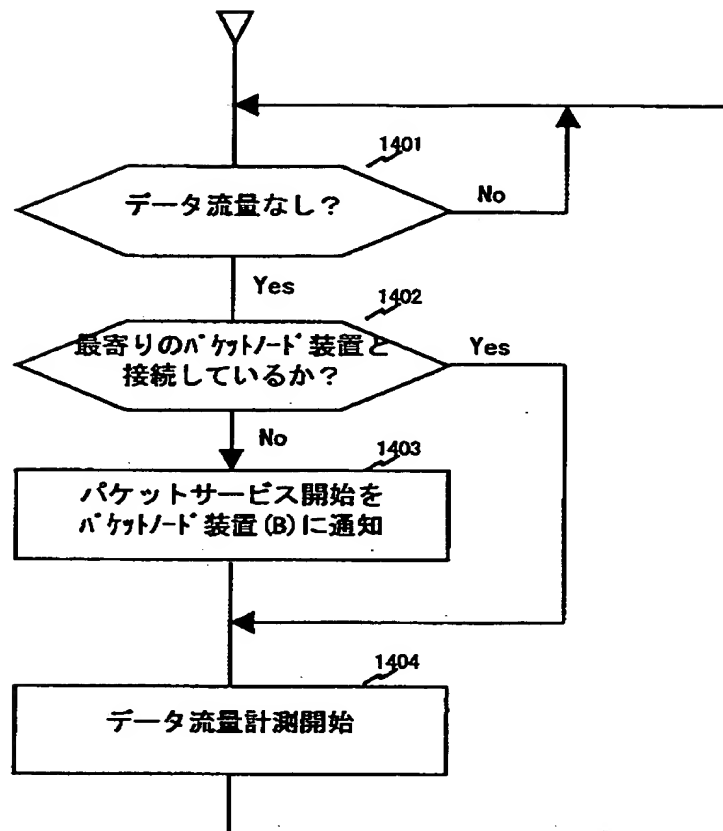 1401
データ流量なし?
No
Yes
1402
最寄りのﾊﾟｹｯﾄﾉｰﾄﾞ装置と
接続しているか?
Yes
No
1403
パケットサービス開始を
ﾊﾟｹｯﾄﾉｰﾄﾞ装置(B)に通知
1404
データ流量計測開始